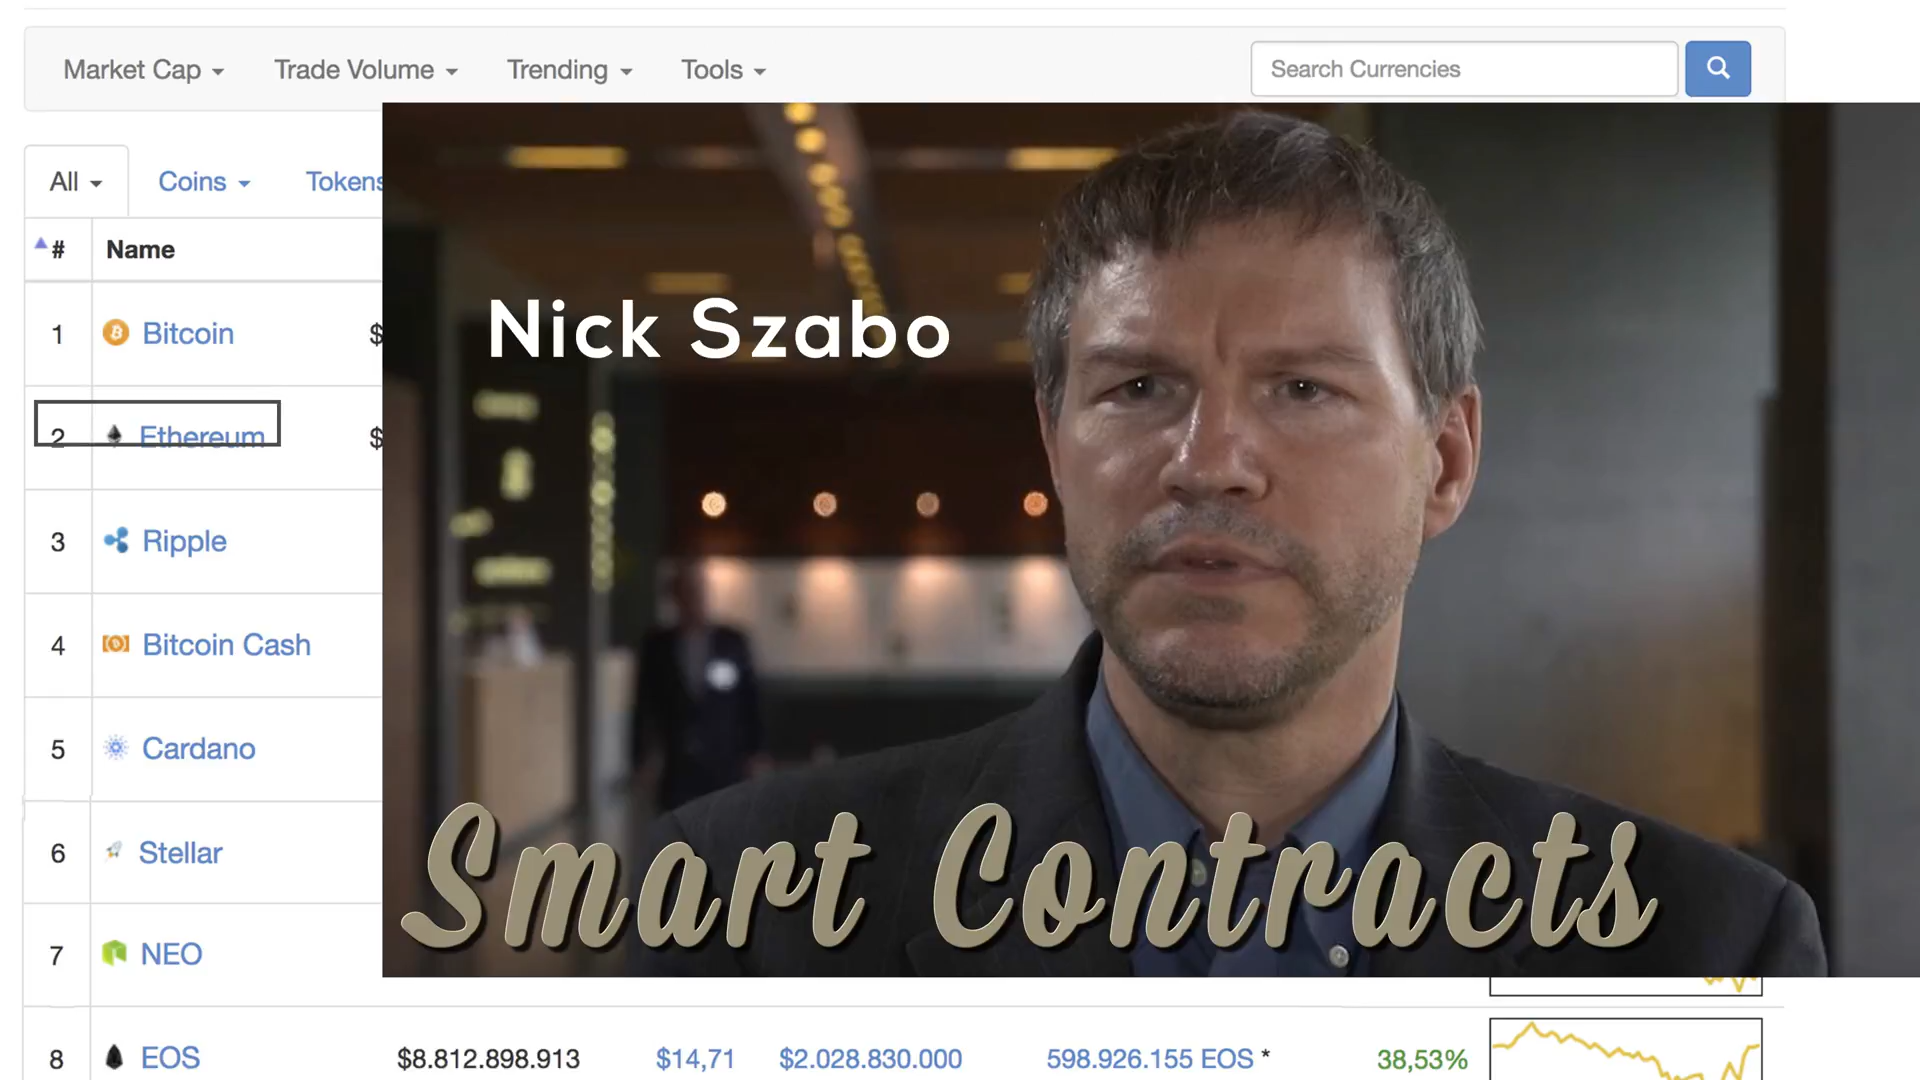 Market Cap Trade Volume Trending Tools Search Currencies
All Coins Tokens
# Name
Nick Szabo
1 Bitcoin $
2 Ethereum $
3 Ripple
4 Bitcoin Cash
5 Cardano
6 Stellar
Smart Contracts
7 NEO
8 EOS $8.812.898.913 $14,71 $2.028.830.000 598.926.155 EOS * 38,53%